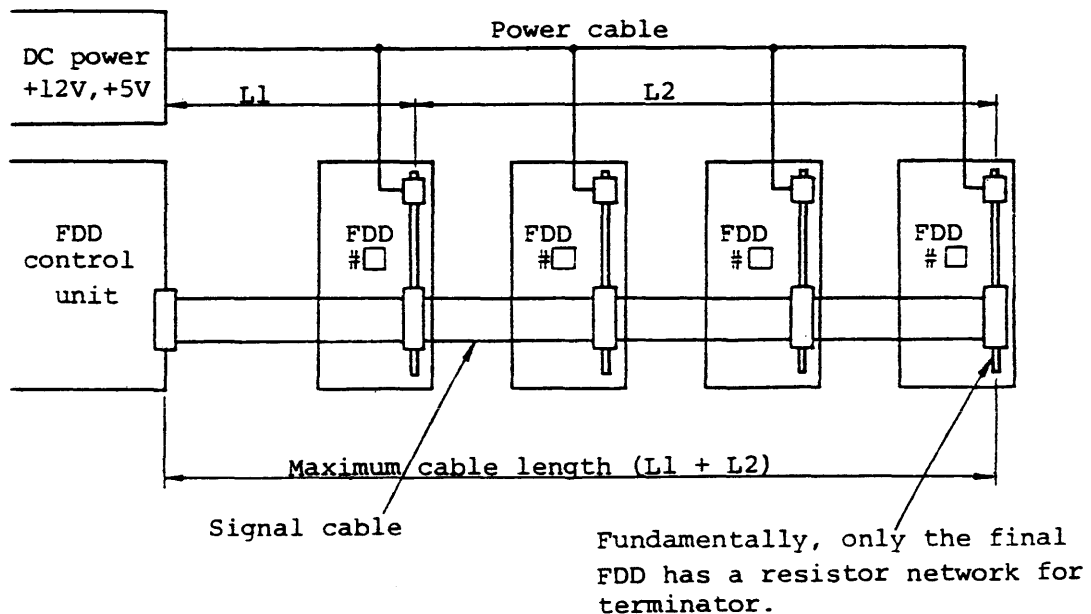 Power cable
DC power
+12V,+5V
L1
L2
FDD
control
unit
FDD
#□
FDD
#□
FDD
#□
FDD
#□
Maximum cable length (L1 + L2)
Signal cable
Fundamentally, only the final
FDD has a resistor network for
terminator.